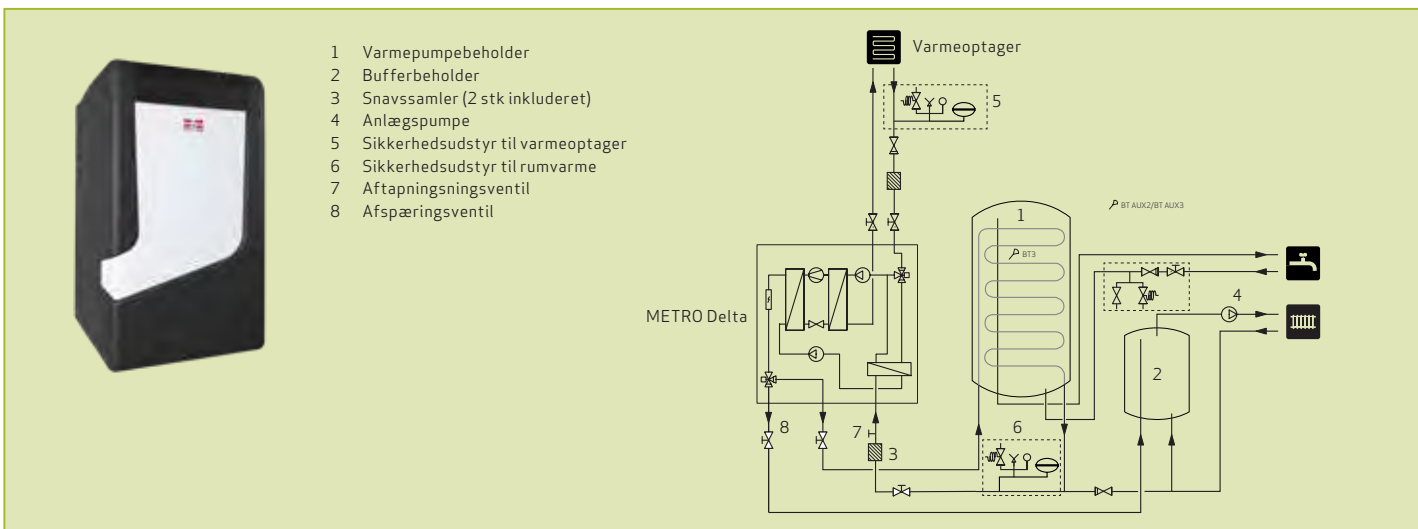 1 Varmepumpebeholder
2 Bufferbeholder
3 Snavssamler (2 stk inkluderet)
4 Anlægspumpe
5 Sikkerhedsudstyr til varmeoptager
6 Sikkerhedsudstyr til rumvarme
7 Aftapningsningsventil
8 Afspæringsventil
Varmeoptager
5
1
BT AUX2/BT AUX3
BT3
4
METRO Delta
2
8
7
6
3